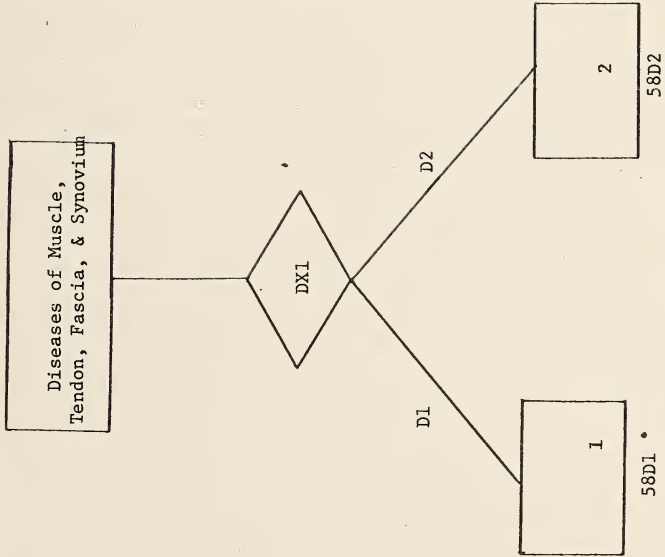 Diseases of Muscle,
Tendon, Fascia, & Synovium
DX1
D1
D2
1
2
58D1
58D2